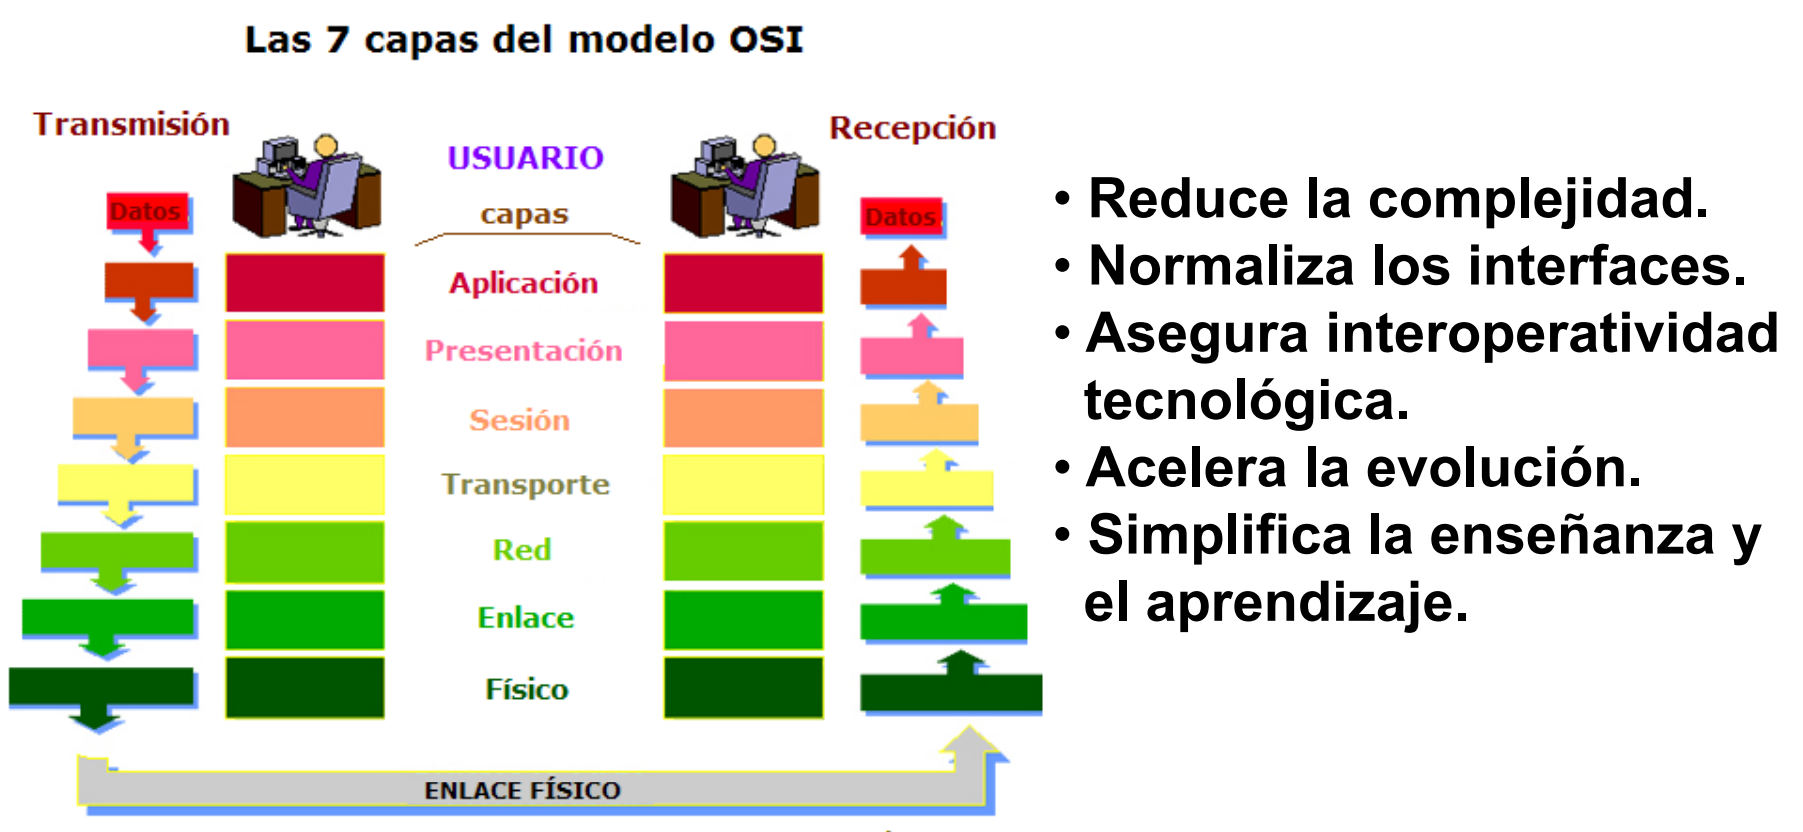 Las 7 capas del modelo OSI
Transmisión
Recepción
USUARIO
capas
Datos
Datos
Aplicación
Presentación
Sesión
Transporte
Red
Enlace
Físico
ENLACE FÍSICO
• Reduce la complejidad.
• Normaliza los interfaces.
• Asegura interoperatividad
tecnológica.
• Acelera la evolución.
• Simplifica la enseñanza y
el aprendizaje.